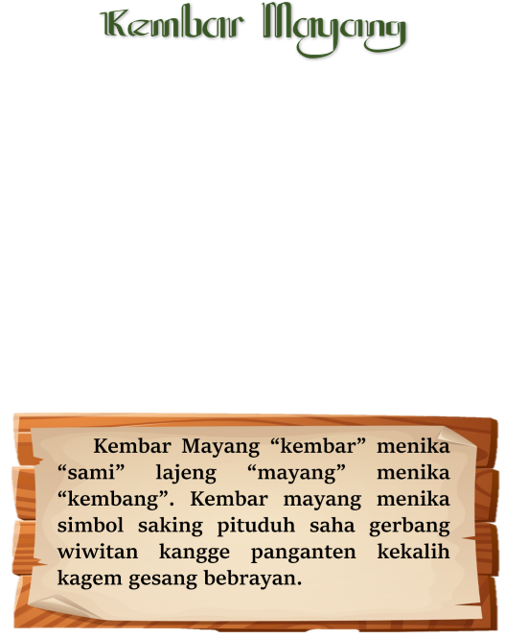 Kembar Mayang
Kembar Mayang “kembar” menika
“sami” lajeng “mayang” menika
“kembang”. Kembar mayang menika
simbol saking pituduh saha gerbang
wiwitan kangge panganten kekalih
kagem gesang bebrayan.